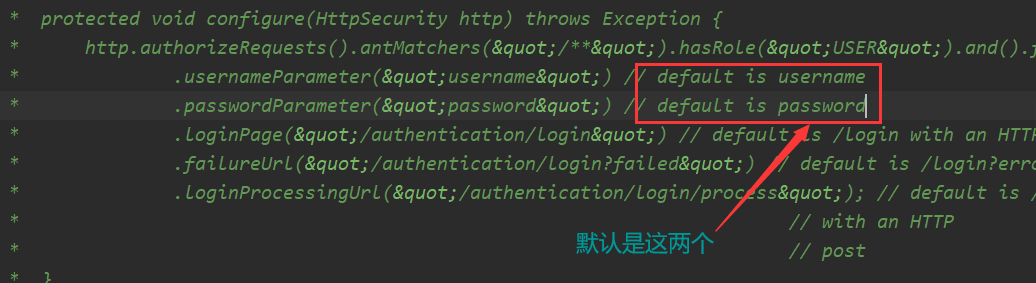 * protected void configure(HttpSecurity http) throws Exception {
* http.authorizeRequests().antMatchers(&quot;/**&quot;).hasRole(&quot;USER&quot;).and().f
* .usernameParameter(&quot;username&quot;) // default is username
* .passwordParameter(&quot;password&quot;) // default is password
* .loginPage(&quot;/authentication/login&quot;) // default is /login with an HTTP
* .failureUrl(&quot;/authentication/login?failed&quot;) // default is /login?erro
* .loginProcessingUrl(&quot;/authentication/login/process&quot;); // default is /
* // with an HTTP
默认是这两个
* // post
* }